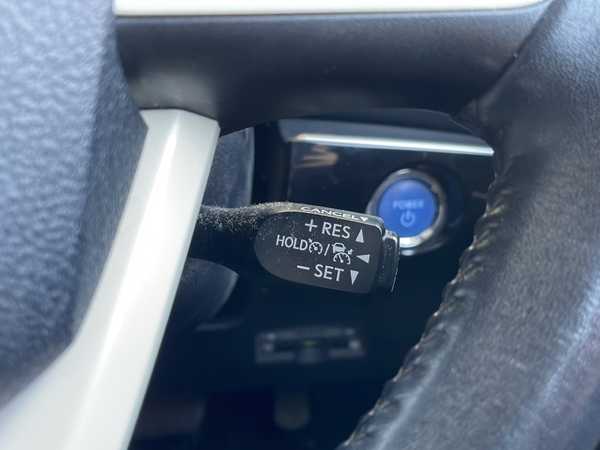 CANCEL
+ RES
HOLD /
- SET
POWER